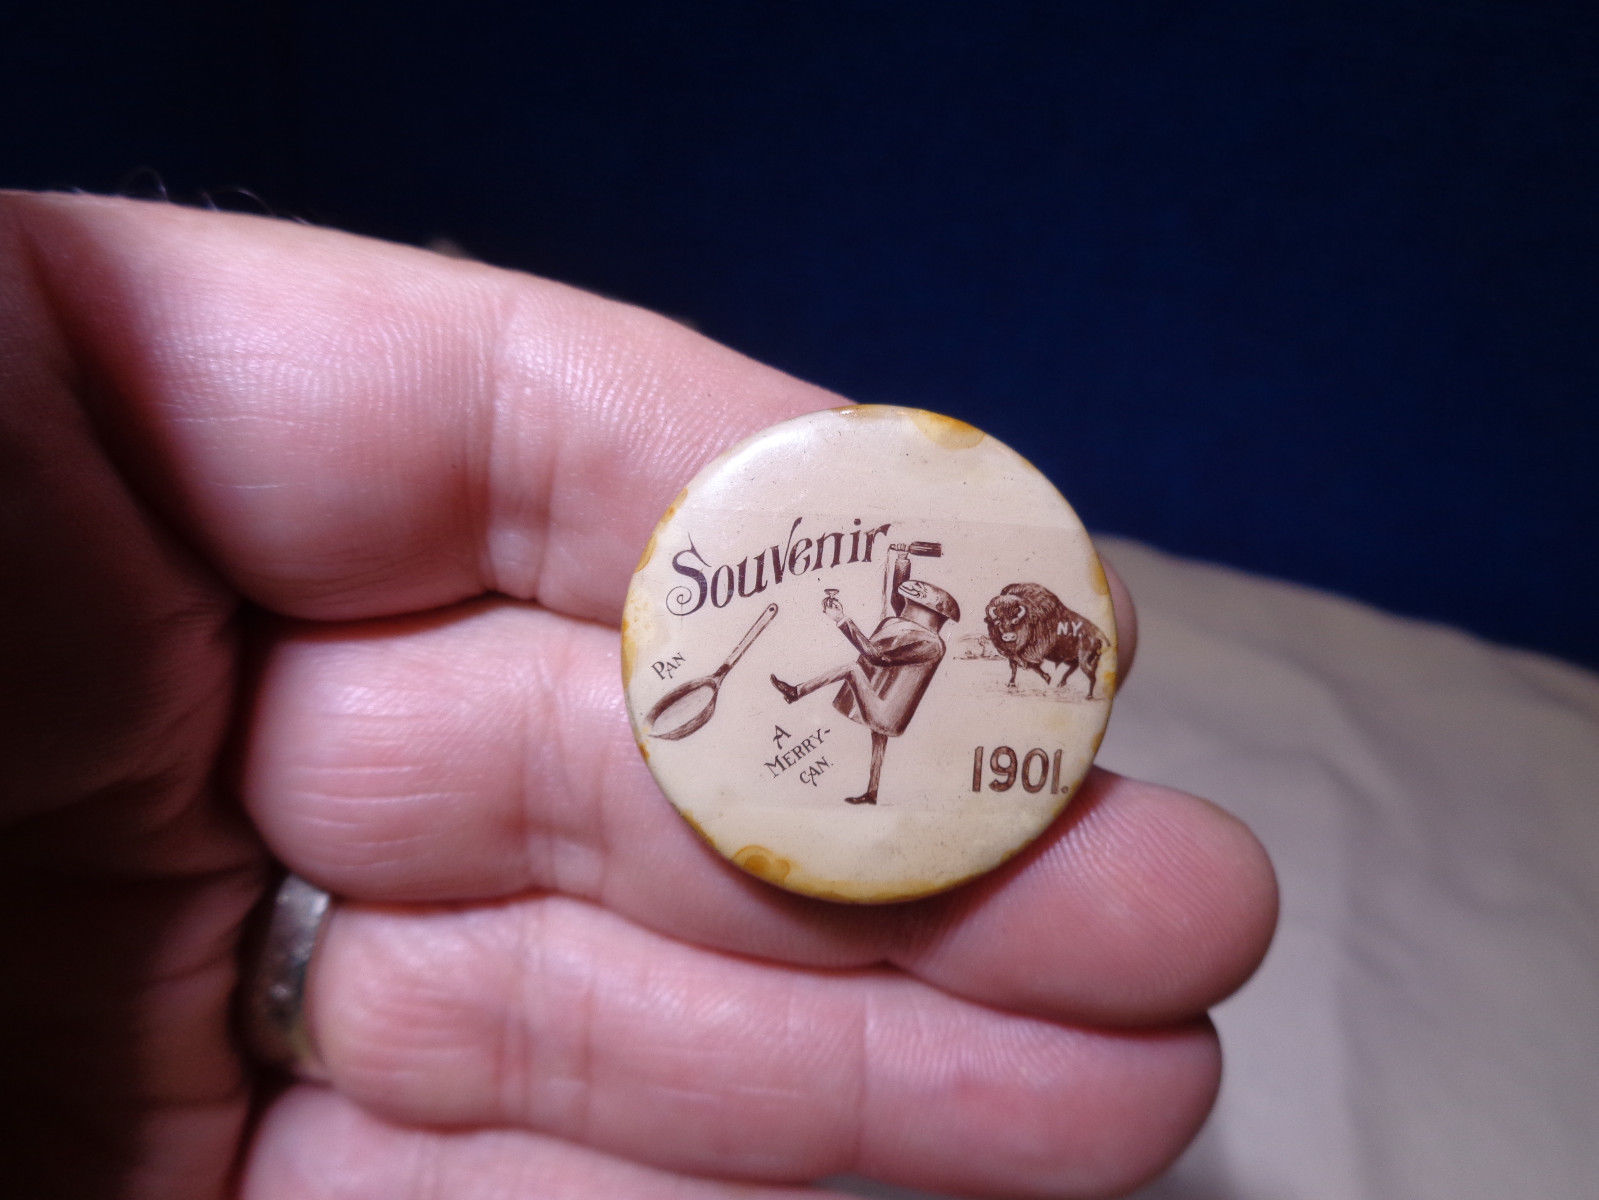 Souvenir
PAN
A
MERRY-
CAN.
N.Y.
1901.